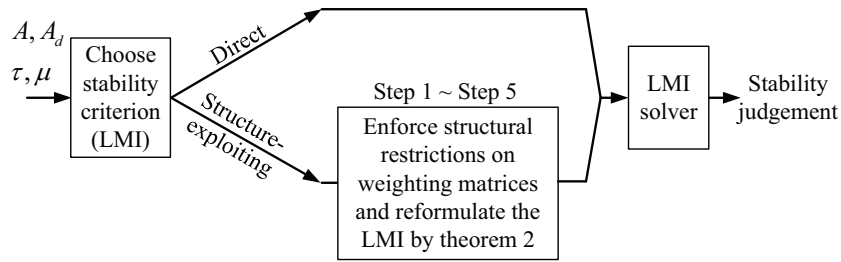 A, A_d
τ, μ
Choose
stability
criterion
(LMI)
Direct
Structure-
exploiting
Step 1 ~ Step 5
Enforce structural
restrictions on
weighting matrices
and reformulate the
LMI by theorem 2
LMI
solver
Stability
judgement